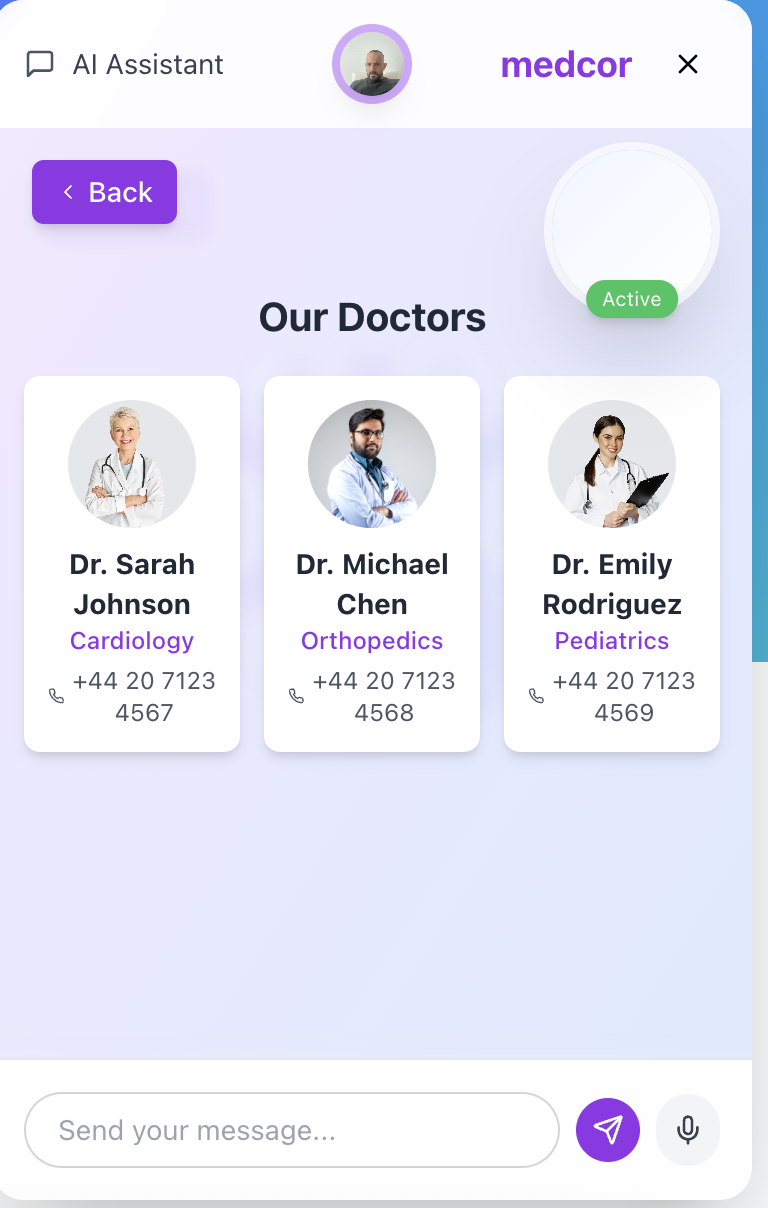 AI Assistant
medcor
Back
Active
Our Doctors
Dr. Sarah
Johnson
Cardiology
+44 20 7123
4567
Dr. Michael
Chen
Orthopedics
+44 20 7123
4568
Dr. Emily
Rodriguez
Pediatrics
+44 20 7123
4569
Send your message...